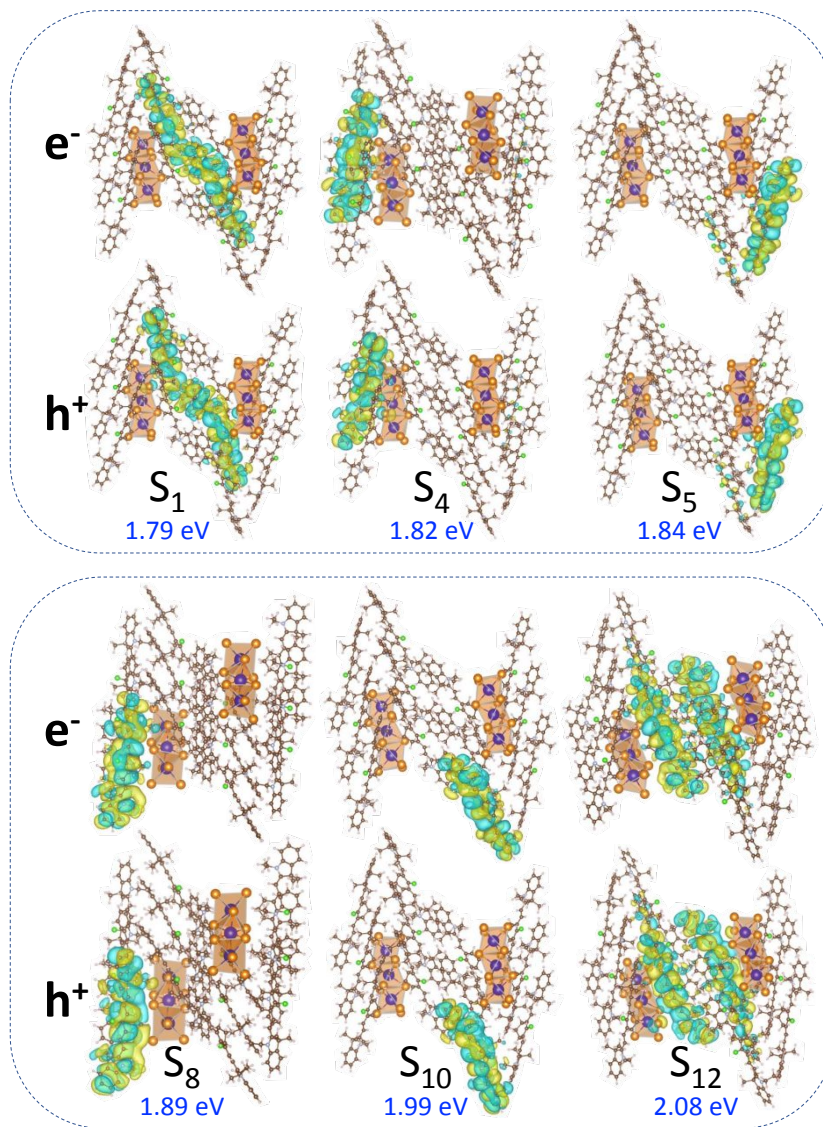 e⁻
h⁺
S₁ S₄ S₅
1.79 eV 1.82 eV 1.84 eV
e⁻
h⁺
S₈ S₁₀ S₁₂
1.89 eV 1.99 eV 2.08 eV